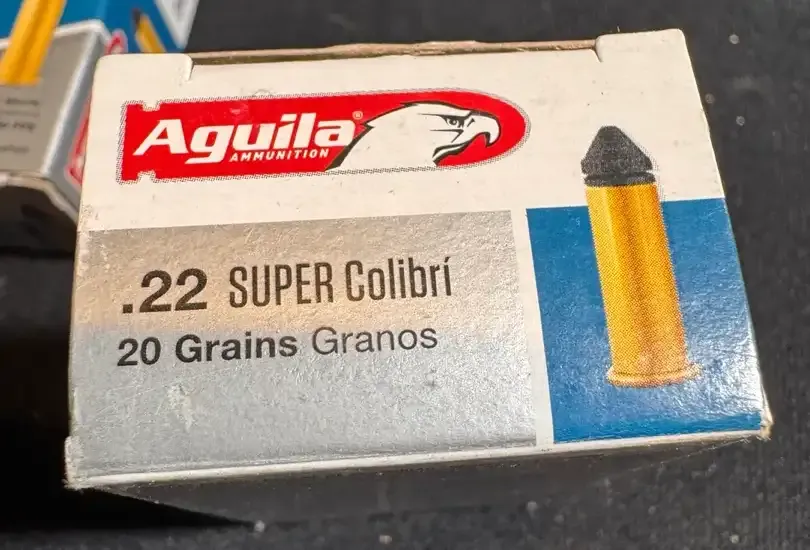 Aguila®
AMMUNITION
.22 SUPER Colibrí
20 Grains Granos